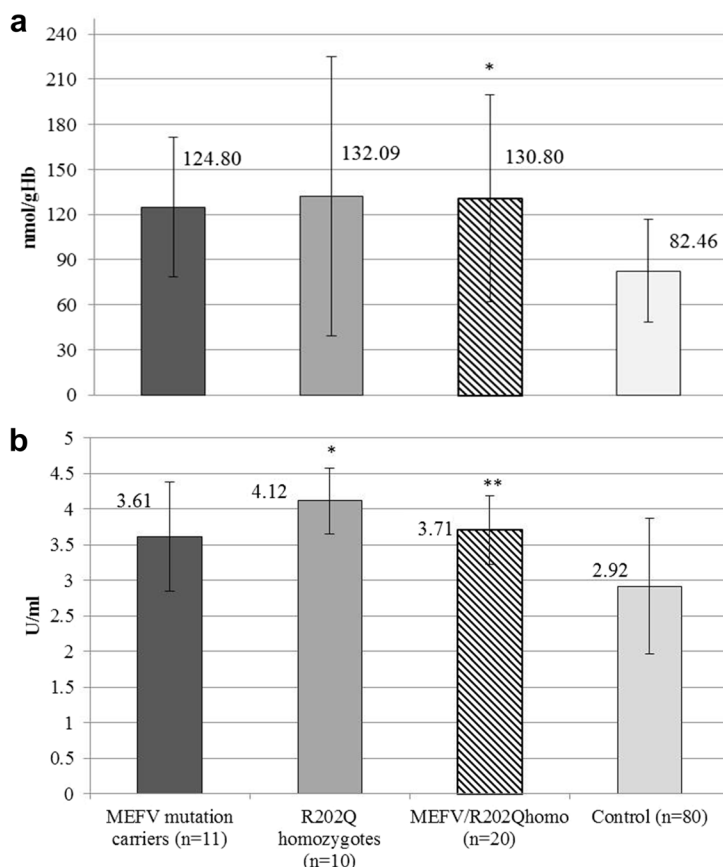 a
240
210
180
150
120
90
60
30
0
nmol/gHb
124.80
132.09
*
130.80
82.46
b
5
4.5
4
3.5
3
2.5
2
1.5
1
0.5
0
U/ml
3.61
*
4.12
**
3.71
2.92
MEFV mutation
carriers (n=11)
R202Q
homozygotes
(n=10)
MEFV/R202Qhomo
(n=20)
Control (n=80)